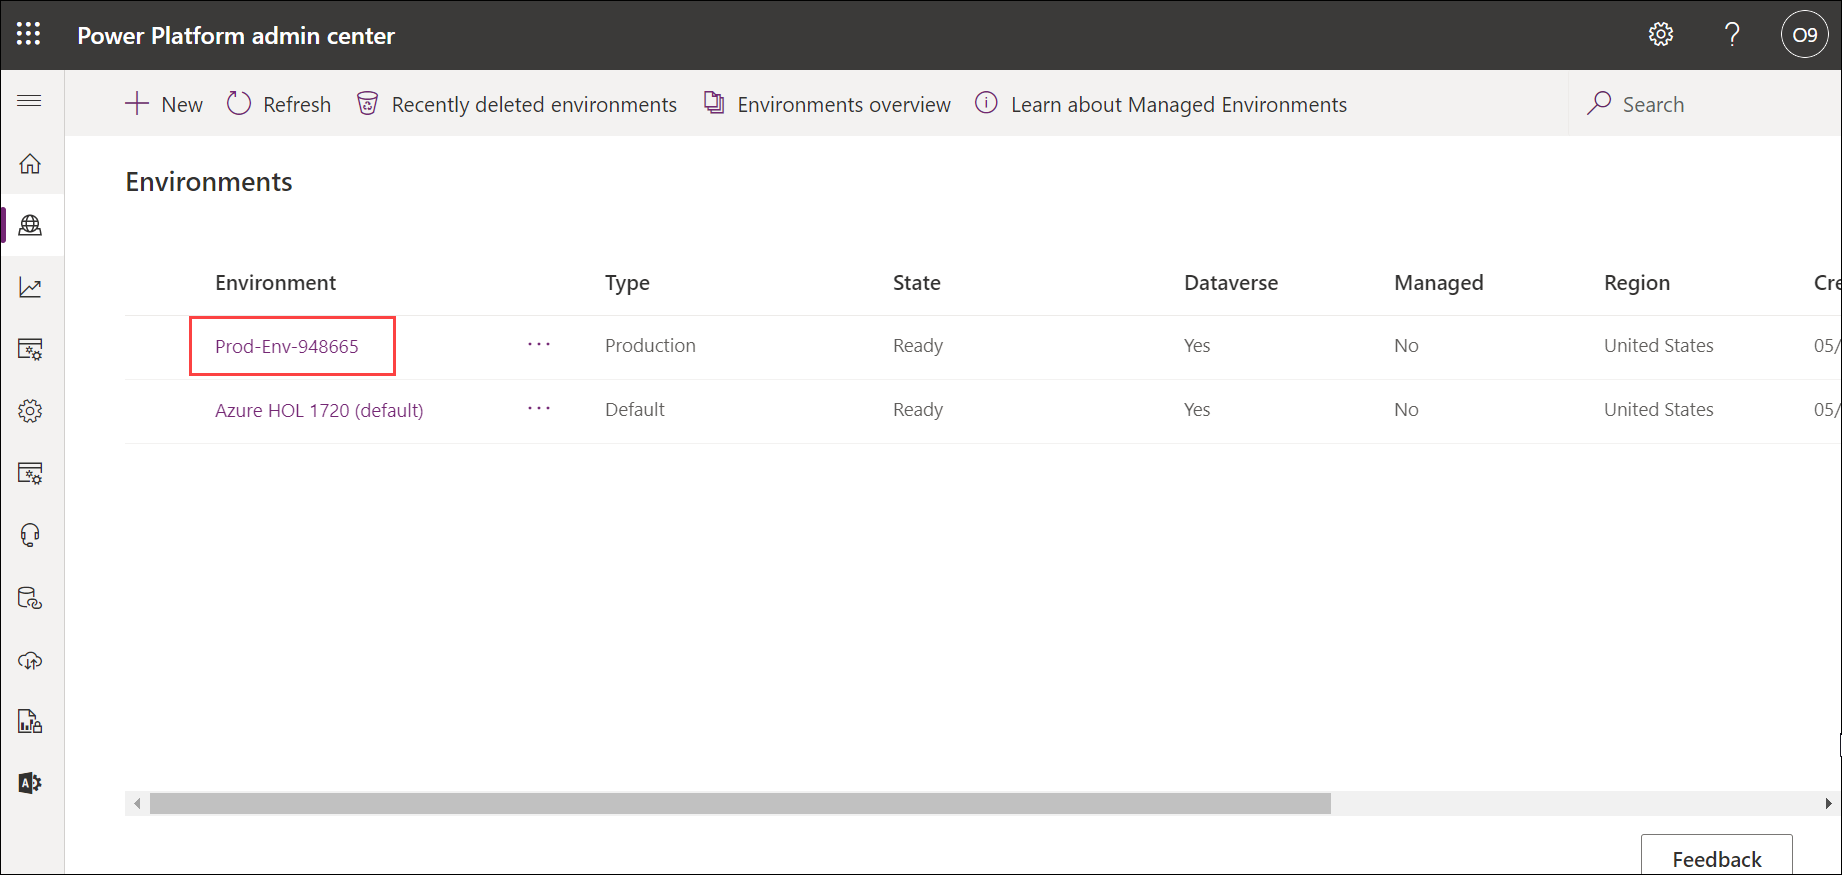 Power Platform admin center
? O9
New Refresh Recently deleted environments Environments overview Learn about Managed Environments Search
Environments
Environment Type State Dataverse Managed Region Cre
Prod-Env-948665 ··· Production Ready Yes No United States 05/
Azure HOL 1720 (default) ··· Default Ready Yes No United States 05/
A
Feedback